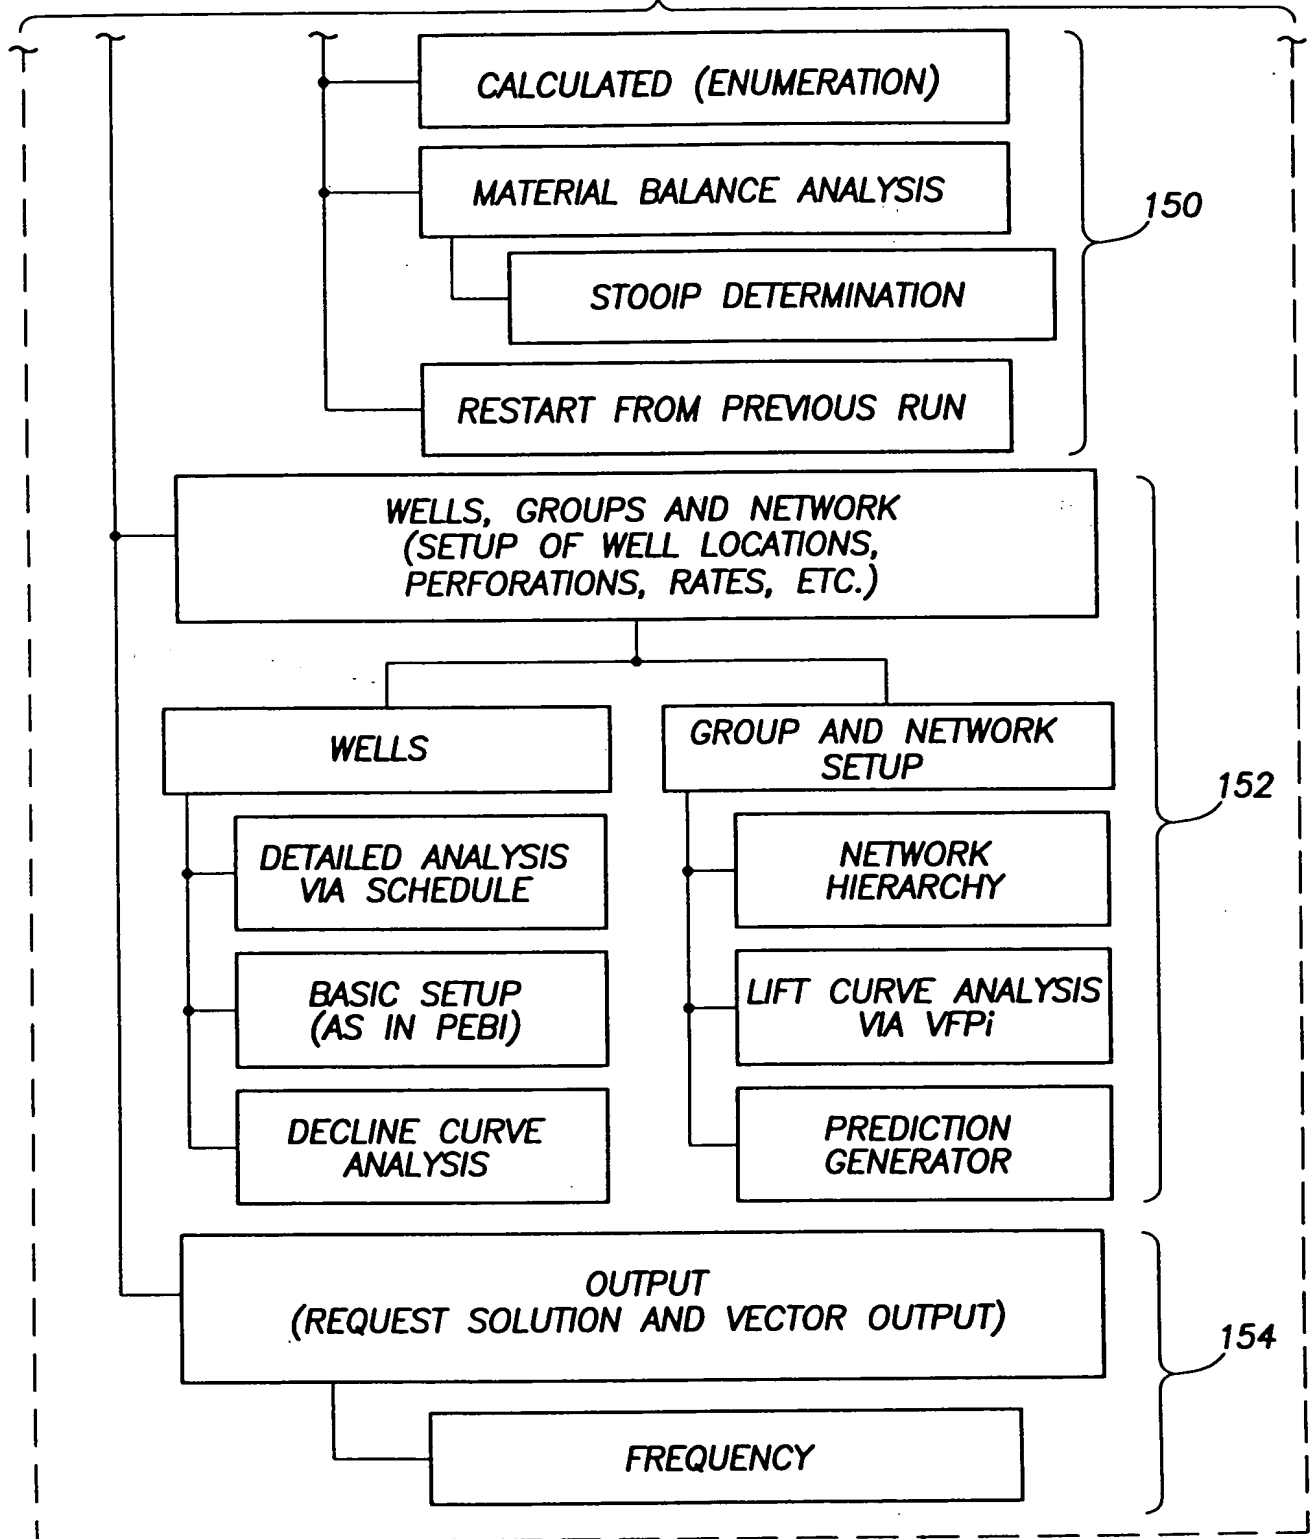 CALCULATED (ENUMERATION)
MATERIAL BALANCE ANALYSIS
150
STOOIP DETERMINATION
RESTART FROM PREVIOUS RUN
WELLS, GROUPS AND NETWORK
(SETUP OF WELL LOCATIONS,
PERFORATIONS, RATES, ETC.)
WELLS
GROUP AND NETWORK
SETUP
152
DETAILED ANALYSIS
VIA SCHEDULE
NETWORK
HIERARCHY
BASIC SETUP
(AS IN PEBI)
LIFT CURVE ANALYSIS
VIA VFPi
DECLINE CURVE
ANALYSIS
PREDICTION
GENERATOR
OUTPUT
(REQUEST SOLUTION AND VECTOR OUTPUT)
154
FREQUENCY